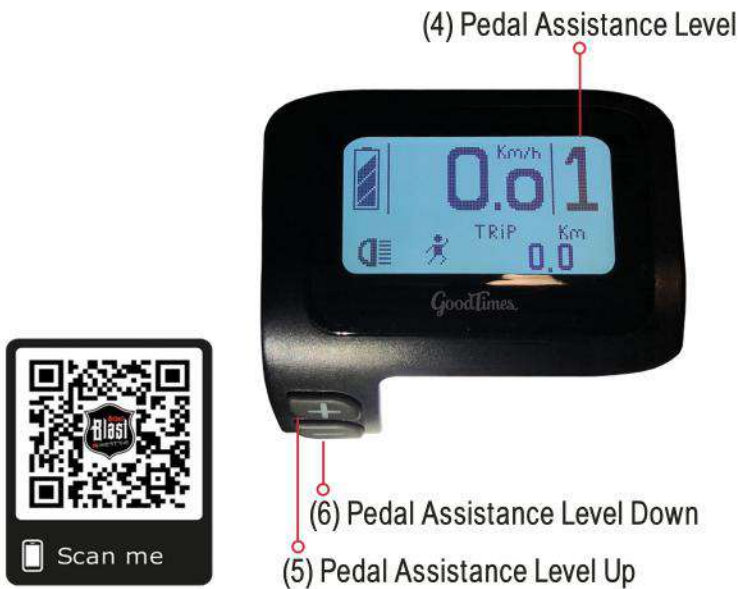 (4) Pedal Assistance Level
Km/h
0.0
1
TRiP
Km
0.0
GoodTimes
+
Blast
Scan me
(6) Pedal Assistance Level Down
(5) Pedal Assistance Level Up